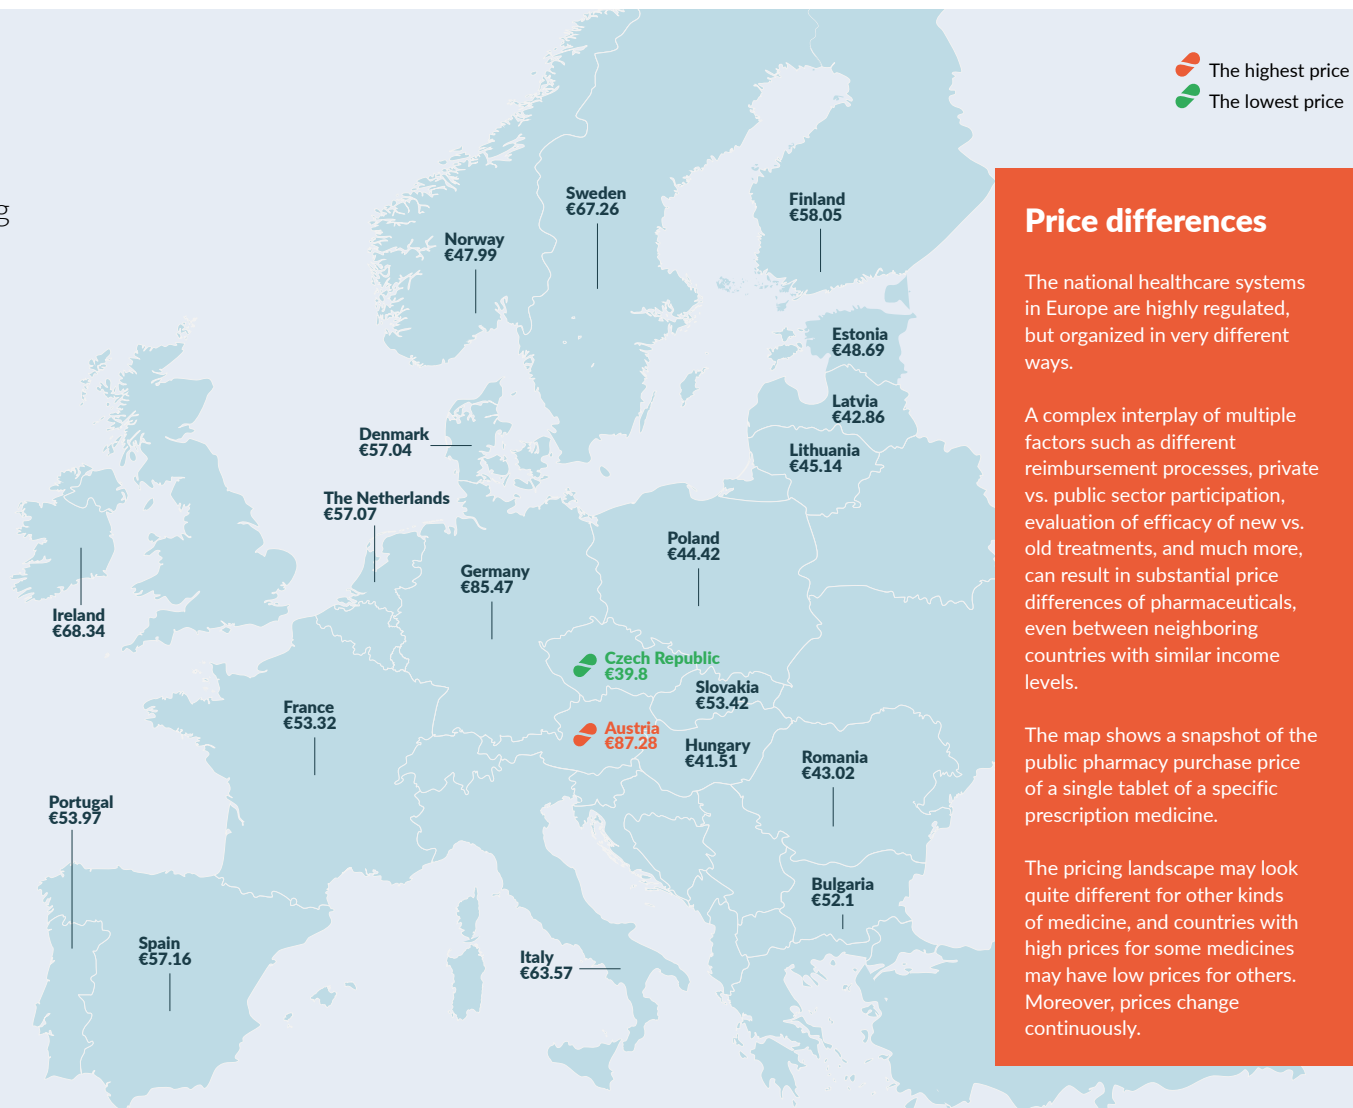 The highest price
The lowest price
g
Sweden
€67.26
Finland
€58.05
Norway
€47.99
Estonia
€48.69
Latvia
€42.86
Denmark
€57.04
Lithuania
€45.14
The Netherlands
€57.07
Poland
€44.42
Germany
€85.47
Ireland
€68.34
Czech Republic
€39.8
Slovakia
€53.42
France
€53.32
Austria
€87.28
Hungary
€41.51
Romania
€43.02
Portugal
€53.97
Bulgaria
€52.1
Spain
€57.16
Italy
€63.57
Price differences
The national healthcare systems
in Europe are highly regulated,
but organized in very different
ways.
A complex interplay of multiple
factors such as different
reimbursement processes, private
vs. public sector participation,
evaluation of efficacy of new vs.
old treatments, and much more,
can result in substantial price
differences of pharmaceuticals,
even between neighboring
countries with similar income
levels.
The map shows a snapshot of the
public pharmacy purchase price
of a single tablet of a specific
prescription medicine.
The pricing landscape may look
quite different for other kinds
of medicine, and countries with
high prices for some medicines
may have low prices for others.
Moreover, prices change
continuously.